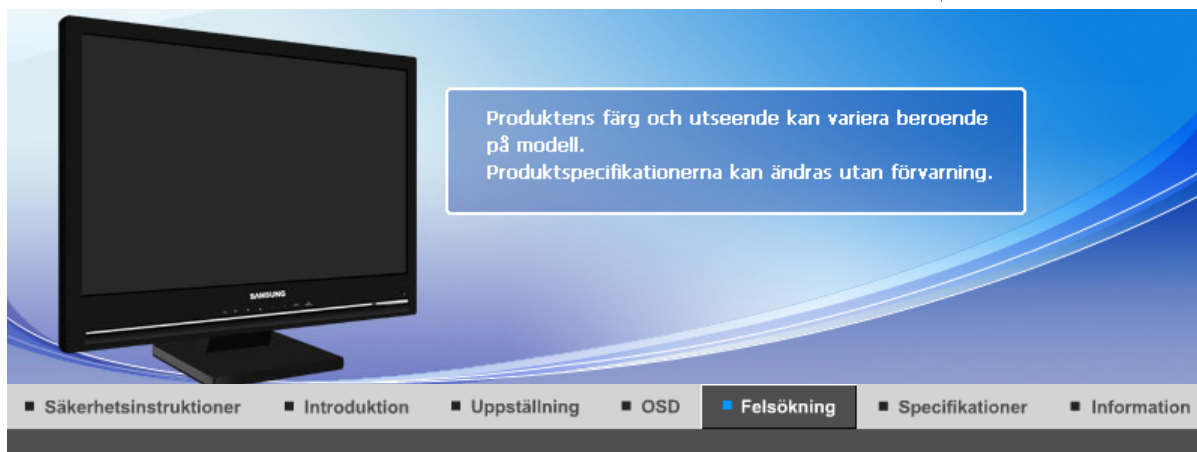 Produktens färg och utseende kan variera beroende
på modell.
Produktspecifikationerna kan ändras utan förvarning.
SAMSUNG
Säkerhetsinstruktioner
Introduktion
Uppställning
OSD
Felsökning
Specifikationer
Information